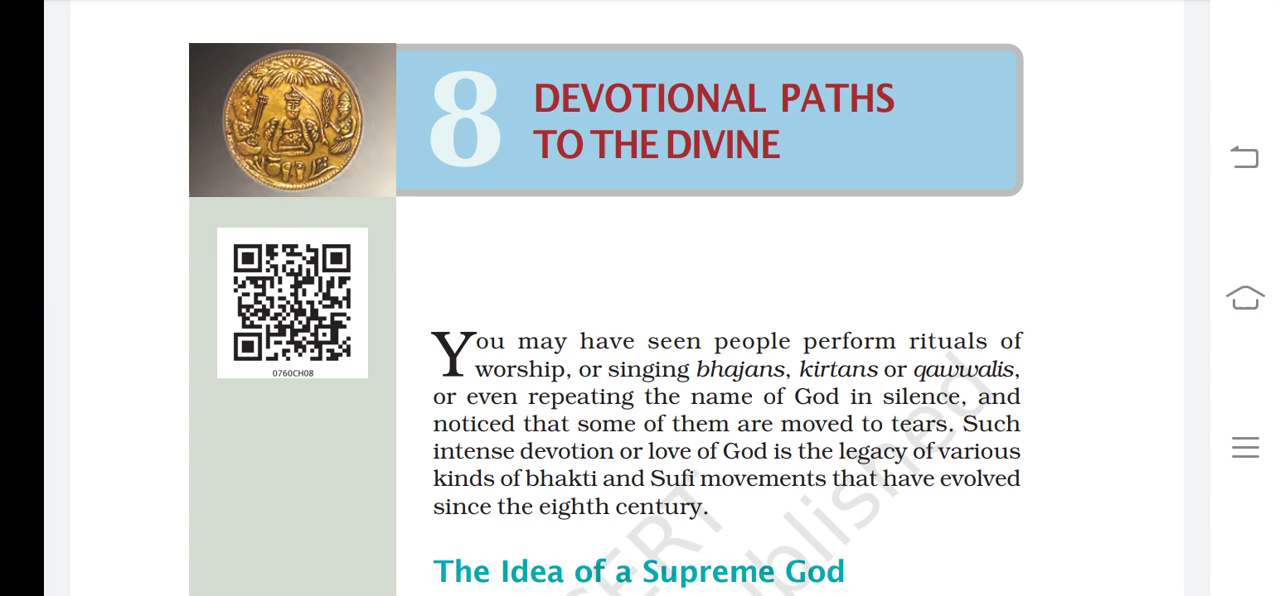 8
DEVOTIONAL PATHS
TO THE DIVINE
0760CH08
You may have seen people perform rituals of
worship, or singing bhajans, kirtans or qawwalis,
or even repeating the name of God in silence, and
noticed that some of them are moved to tears. Such
intense devotion or love of God is the legacy of various
kinds of bhakti and Sufi movements that have evolved
since the eighth century.
The Idea of a Supreme God